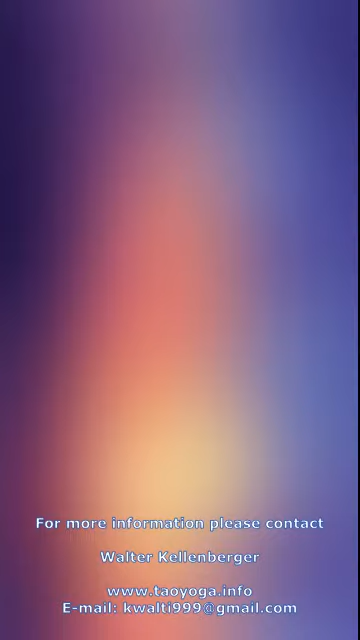 For more information please contact
Walter Kellenberger
www.taoyoga.info
E-mail: kwalti999@gmail.com